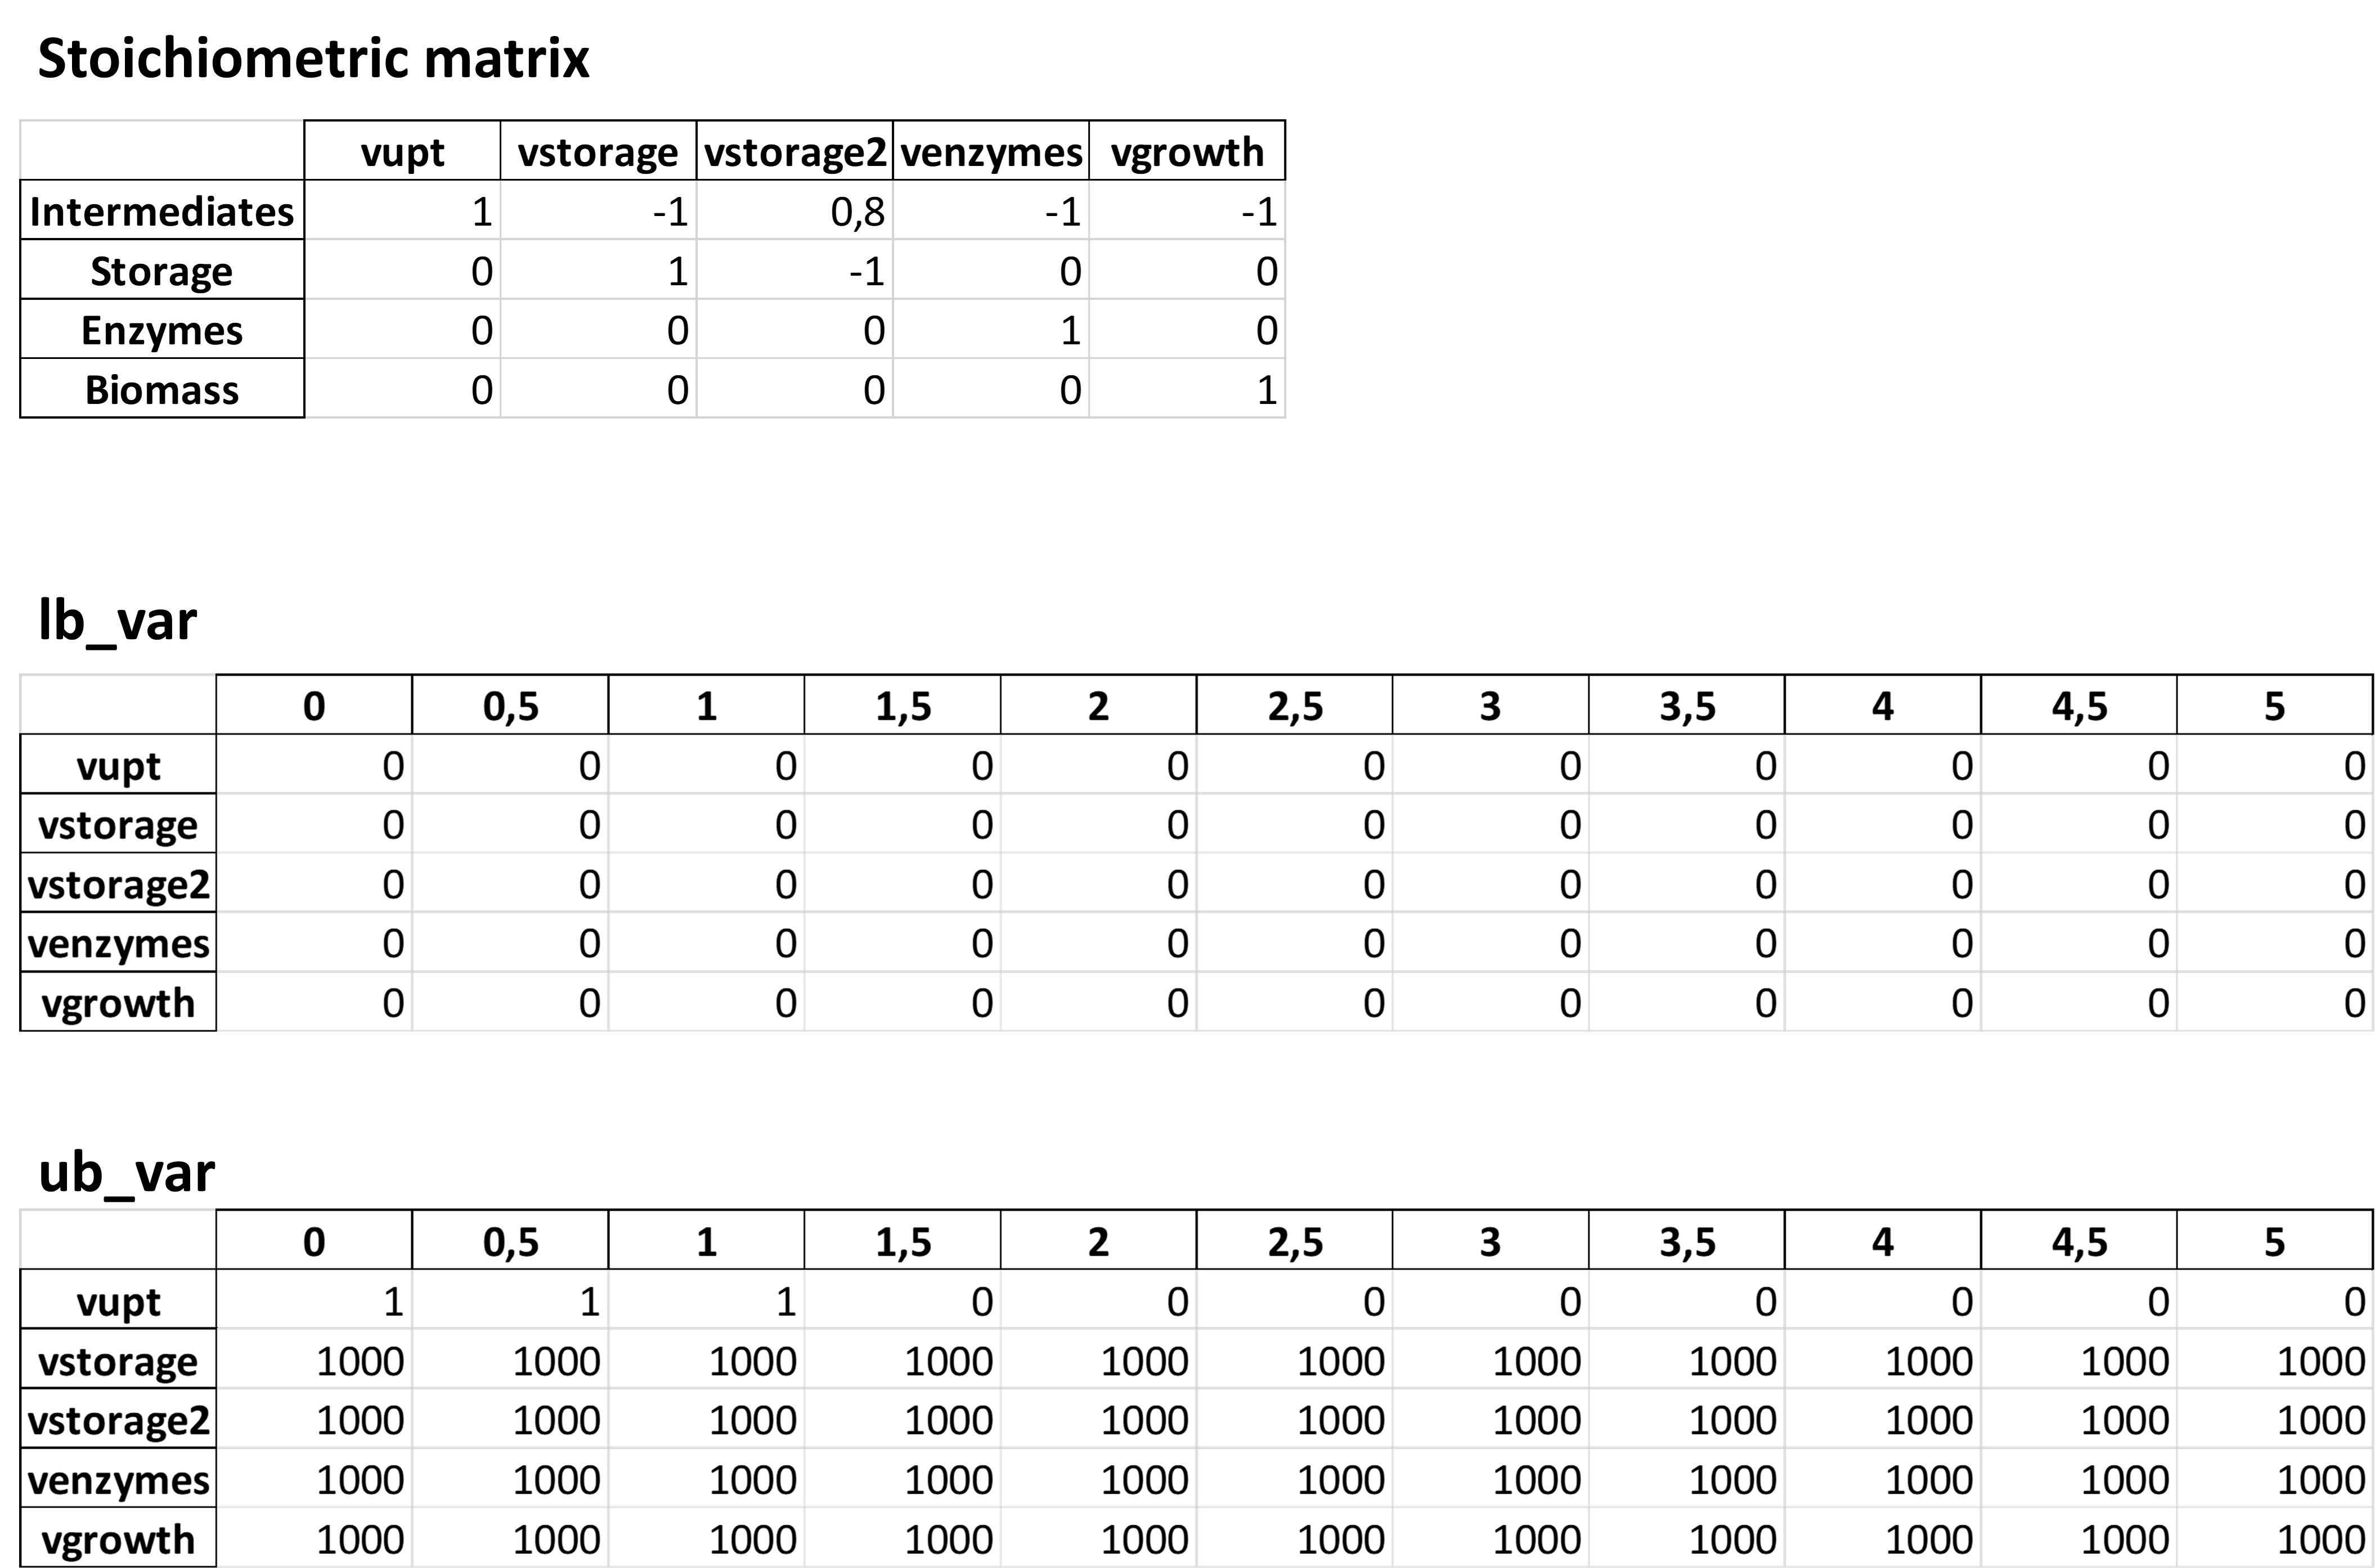 Stoichiometric matrix
vupt vstorage vstorage2 venzymes vgrowth
Intermediates 1 -1 0,8 -1 -1
Storage 0 1 -1 0 0
Enzymes 0 0 0 1 0
Biomass 0 0 0 0 1
lb_var
0 0,5 1 1,5 2 2,5 3 3,5 4 4,5 5
vupt 0 0 0 0 0 0 0 0 0 0 0
vstorage 0 0 0 0 0 0 0 0 0 0 0
vstorage2 0 0 0 0 0 0 0 0 0 0 0
venzymes 0 0 0 0 0 0 0 0 0 0 0
vgrowth 0 0 0 0 0 0 0 0 0 0 0
ub_var
0 0,5 1 1,5 2 2,5 3 3,5 4 4,5 5
vupt 1 1 1 0 0 0 0 0 0 0 0
vstorage 1000 1000 1000 1000 1000 1000 1000 1000 1000 1000 1000
vstorage2 1000 1000 1000 1000 1000 1000 1000 1000 1000 1000 1000
venzymes 1000 1000 1000 1000 1000 1000 1000 1000 1000 1000 1000
vgrowth 1000 1000 1000 1000 1000 1000 1000 1000 1000 1000 1000